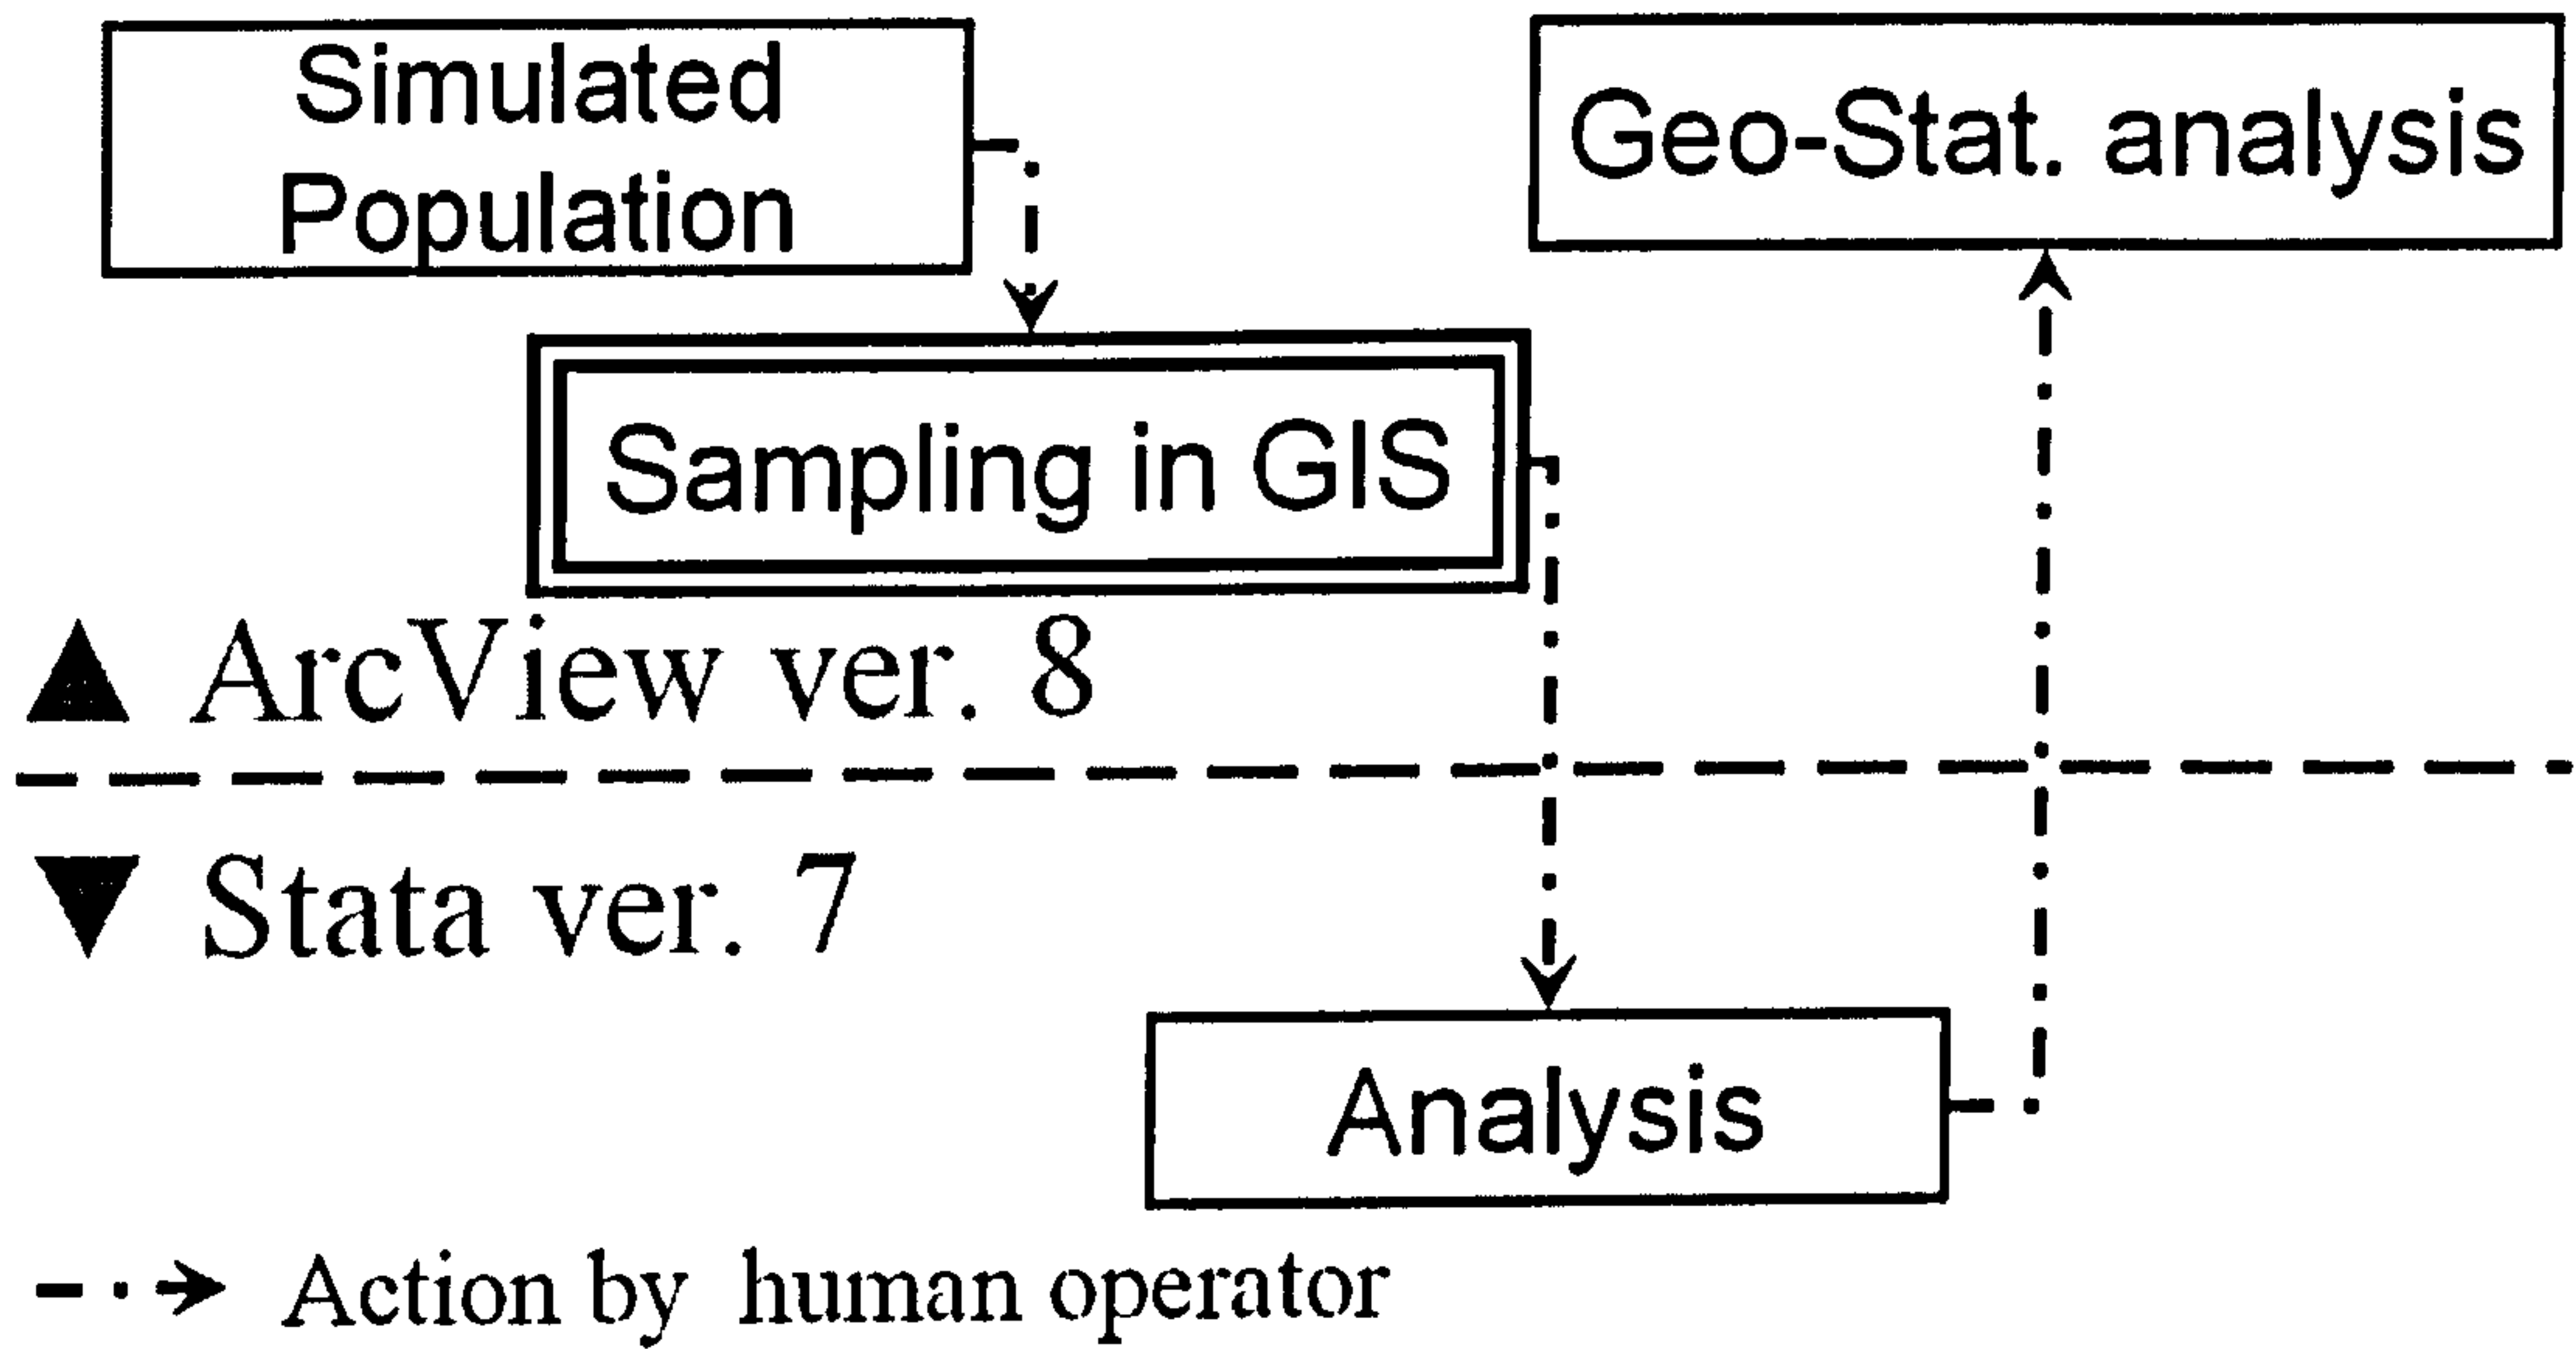 Simulated
Population
Geo-Stat. analysis
Sampling in GIS
▲ ArcView ver. 8
▼ Stata ver. 7
Analysis
Action by human operator